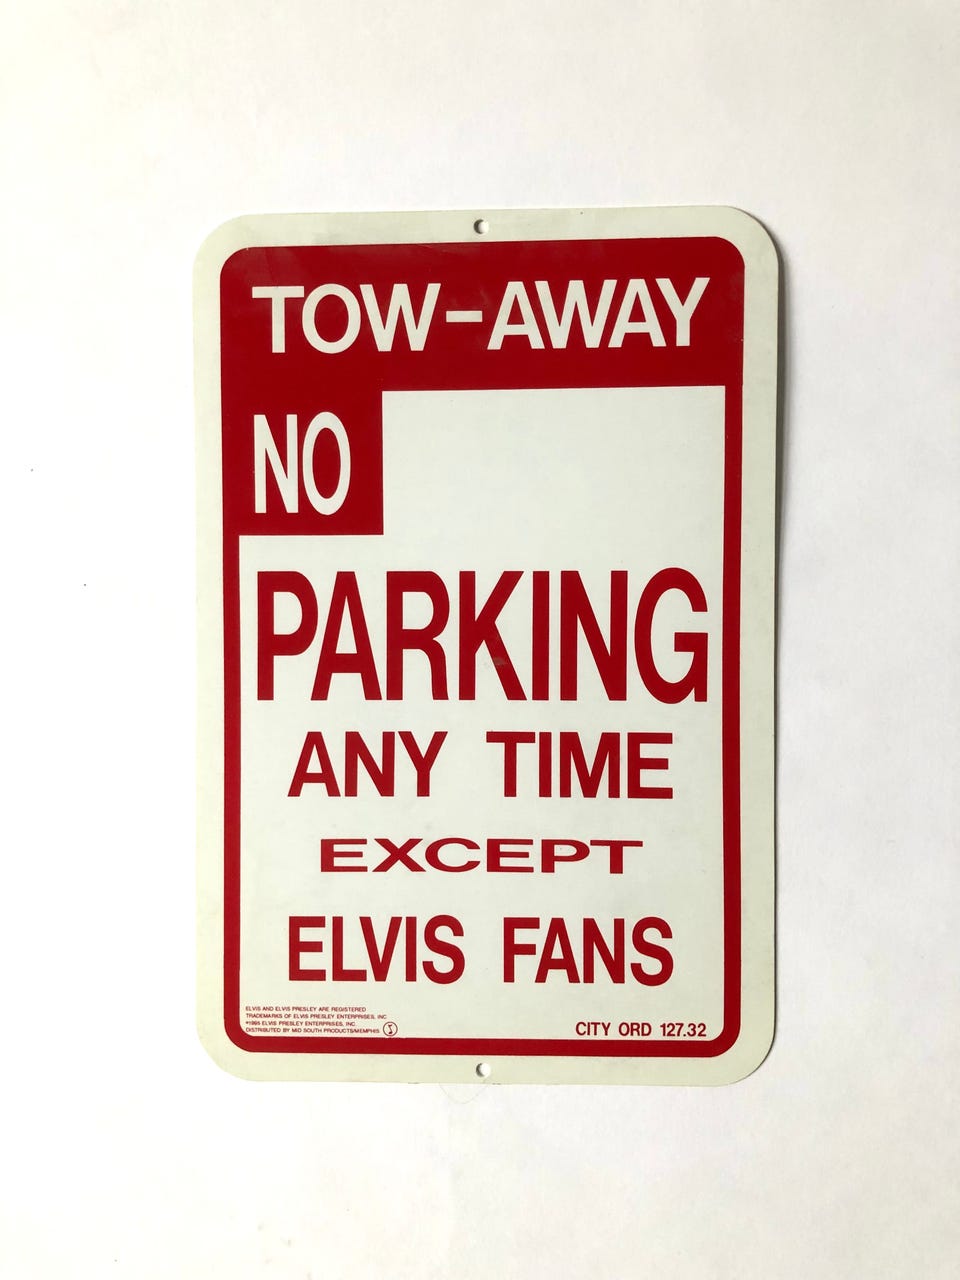 TOW-AWAY
NO
PARKING
ANY TIME
EXCEPT
ELVIS FANS
ELVIS AND ELVIS PRESLEY ARE REGISTERED
TRADEMARKS OF ELVIS PRESLEY ENTERPRISES, INC
©1995 ELVIS PRESLEY ENTERPRISES, INC.
DISTRIBUTED BY MID SOUTH PRODUCTS/MEMPHIS
CITY ORD 127.32